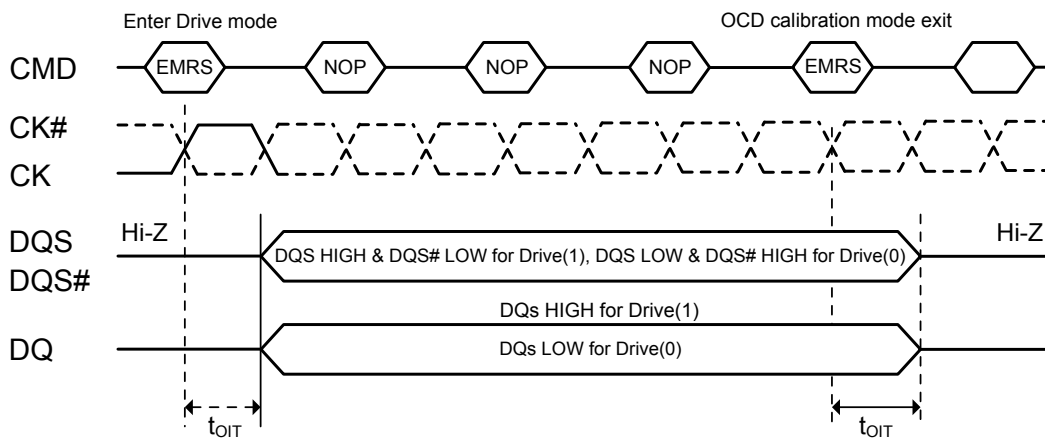 Enter Drive mode
OCD calibration mode exit
CMD
EMRS
NOP
NOP
NOP
EMRS
CK#
CK
DQS
Hi-Z
DQS HIGH & DQS# LOW for Drive(1), DQS LOW & DQS# HIGH for Drive(0)
Hi-Z
DQS#
DQs HIGH for Drive(1)
DQ
DQs LOW for Drive(0)
tOIT
tOIT